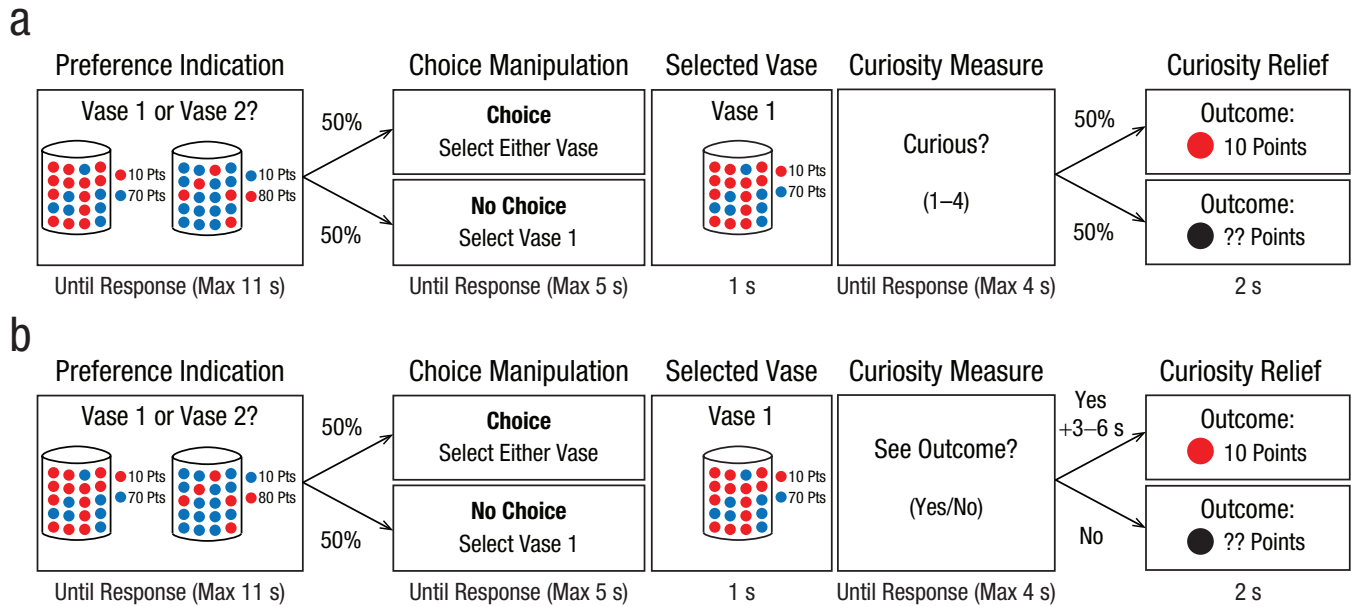 a
Preference Indication
Choice Manipulation
Selected Vase
Curiosity Measure
Curiosity Relief
Vase 1 or Vase 2?
10 Pts
70 Pts
10 Pts
80 Pts
50%
50%
Choice
Select Either Vase
No Choice
Select Vase 1
Vase 1
10 Pts
70 Pts
Curious?
(1–4)
50%
50%
Outcome:
10 Points
Outcome:
?? Points
Until Response (Max 11 s)
Until Response (Max 5 s)
1 s
Until Response (Max 4 s)
2 s
b
Preference Indication
Choice Manipulation
Selected Vase
Curiosity Measure
Curiosity Relief
Vase 1 or Vase 2?
10 Pts
70 Pts
10 Pts
80 Pts
50%
50%
Choice
Select Either Vase
No Choice
Select Vase 1
Vase 1
10 Pts
70 Pts
See Outcome?
(Yes/No)
Yes
+3–6 s
No
Outcome:
10 Points
Outcome:
?? Points
Until Response (Max 11 s)
Until Response (Max 5 s)
1 s
Until Response (Max 4 s)
2 s